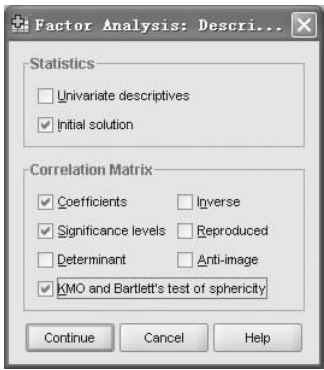 Factor Analysis: Descri...
Statistics
Univariate descriptives
Initial solution
Correlation Matrix
Coefficients Inverse
Significance levels Reproduced
Determinant Anti-image
KMO and Bartlett's test of sphericity
Continue Cancel Help